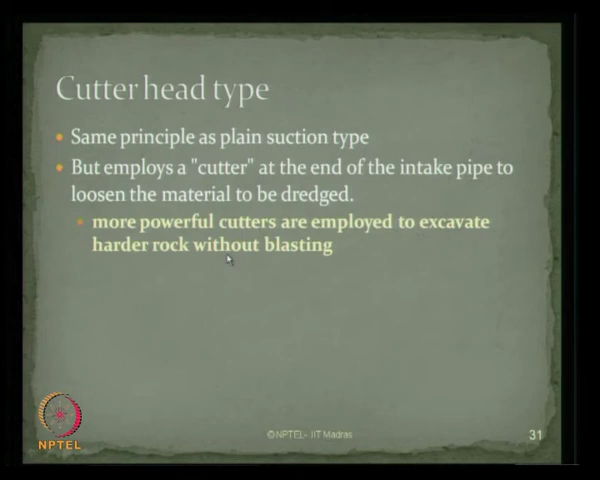 Cutter head type
Same principle as plain suction type
But employs a "cutter" at the end of the intake pipe to
loosen the material to be dredged.
more powerful cutters are employed to excavate
harder rock without blasting
NPTEL
©NPTEL- IIT Madras
31